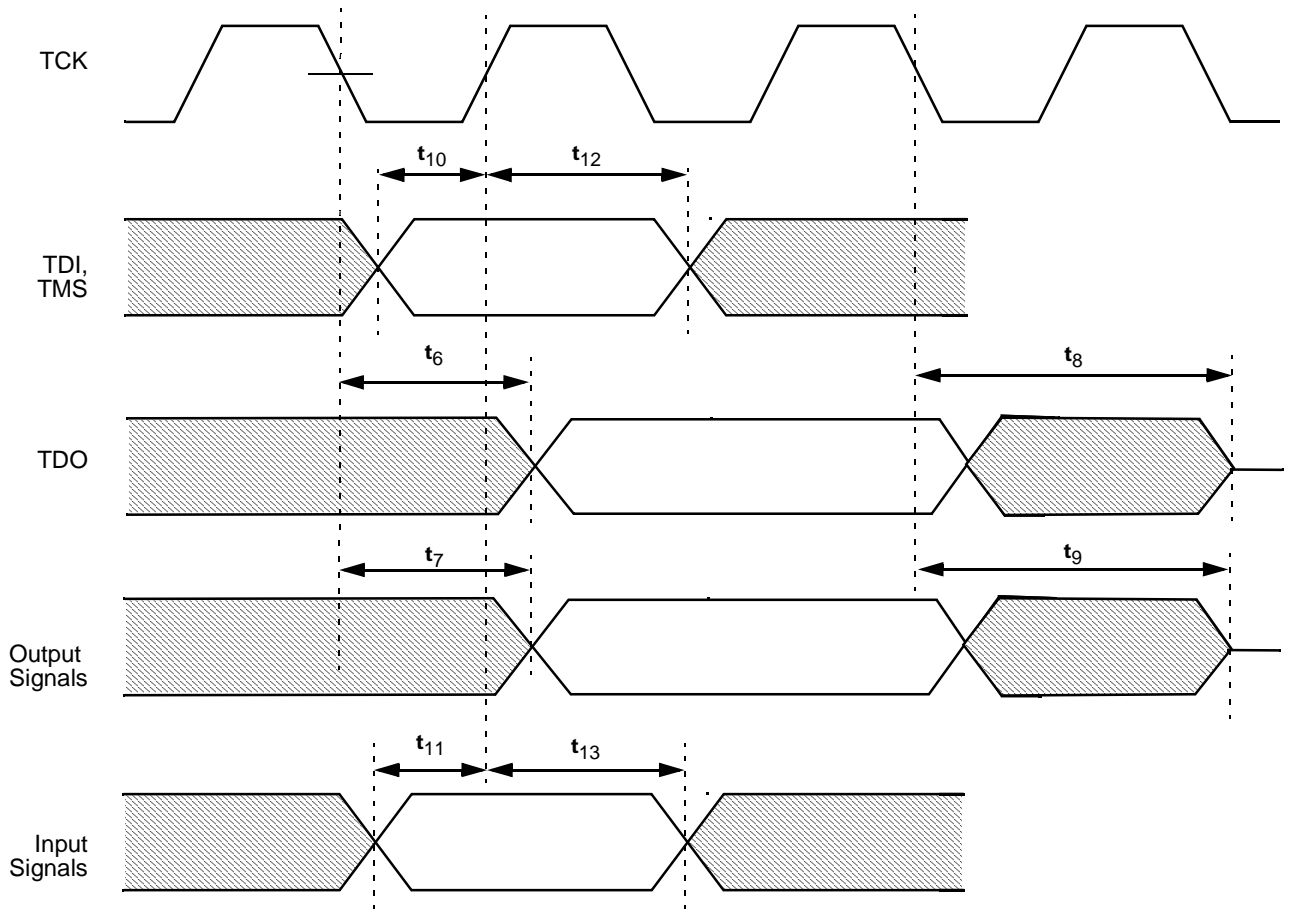 TCK
t10
t12
TDI,
TMS
t6
t8
TDO
t7
t9
Output
Signals
t11
t13
Input
Signals